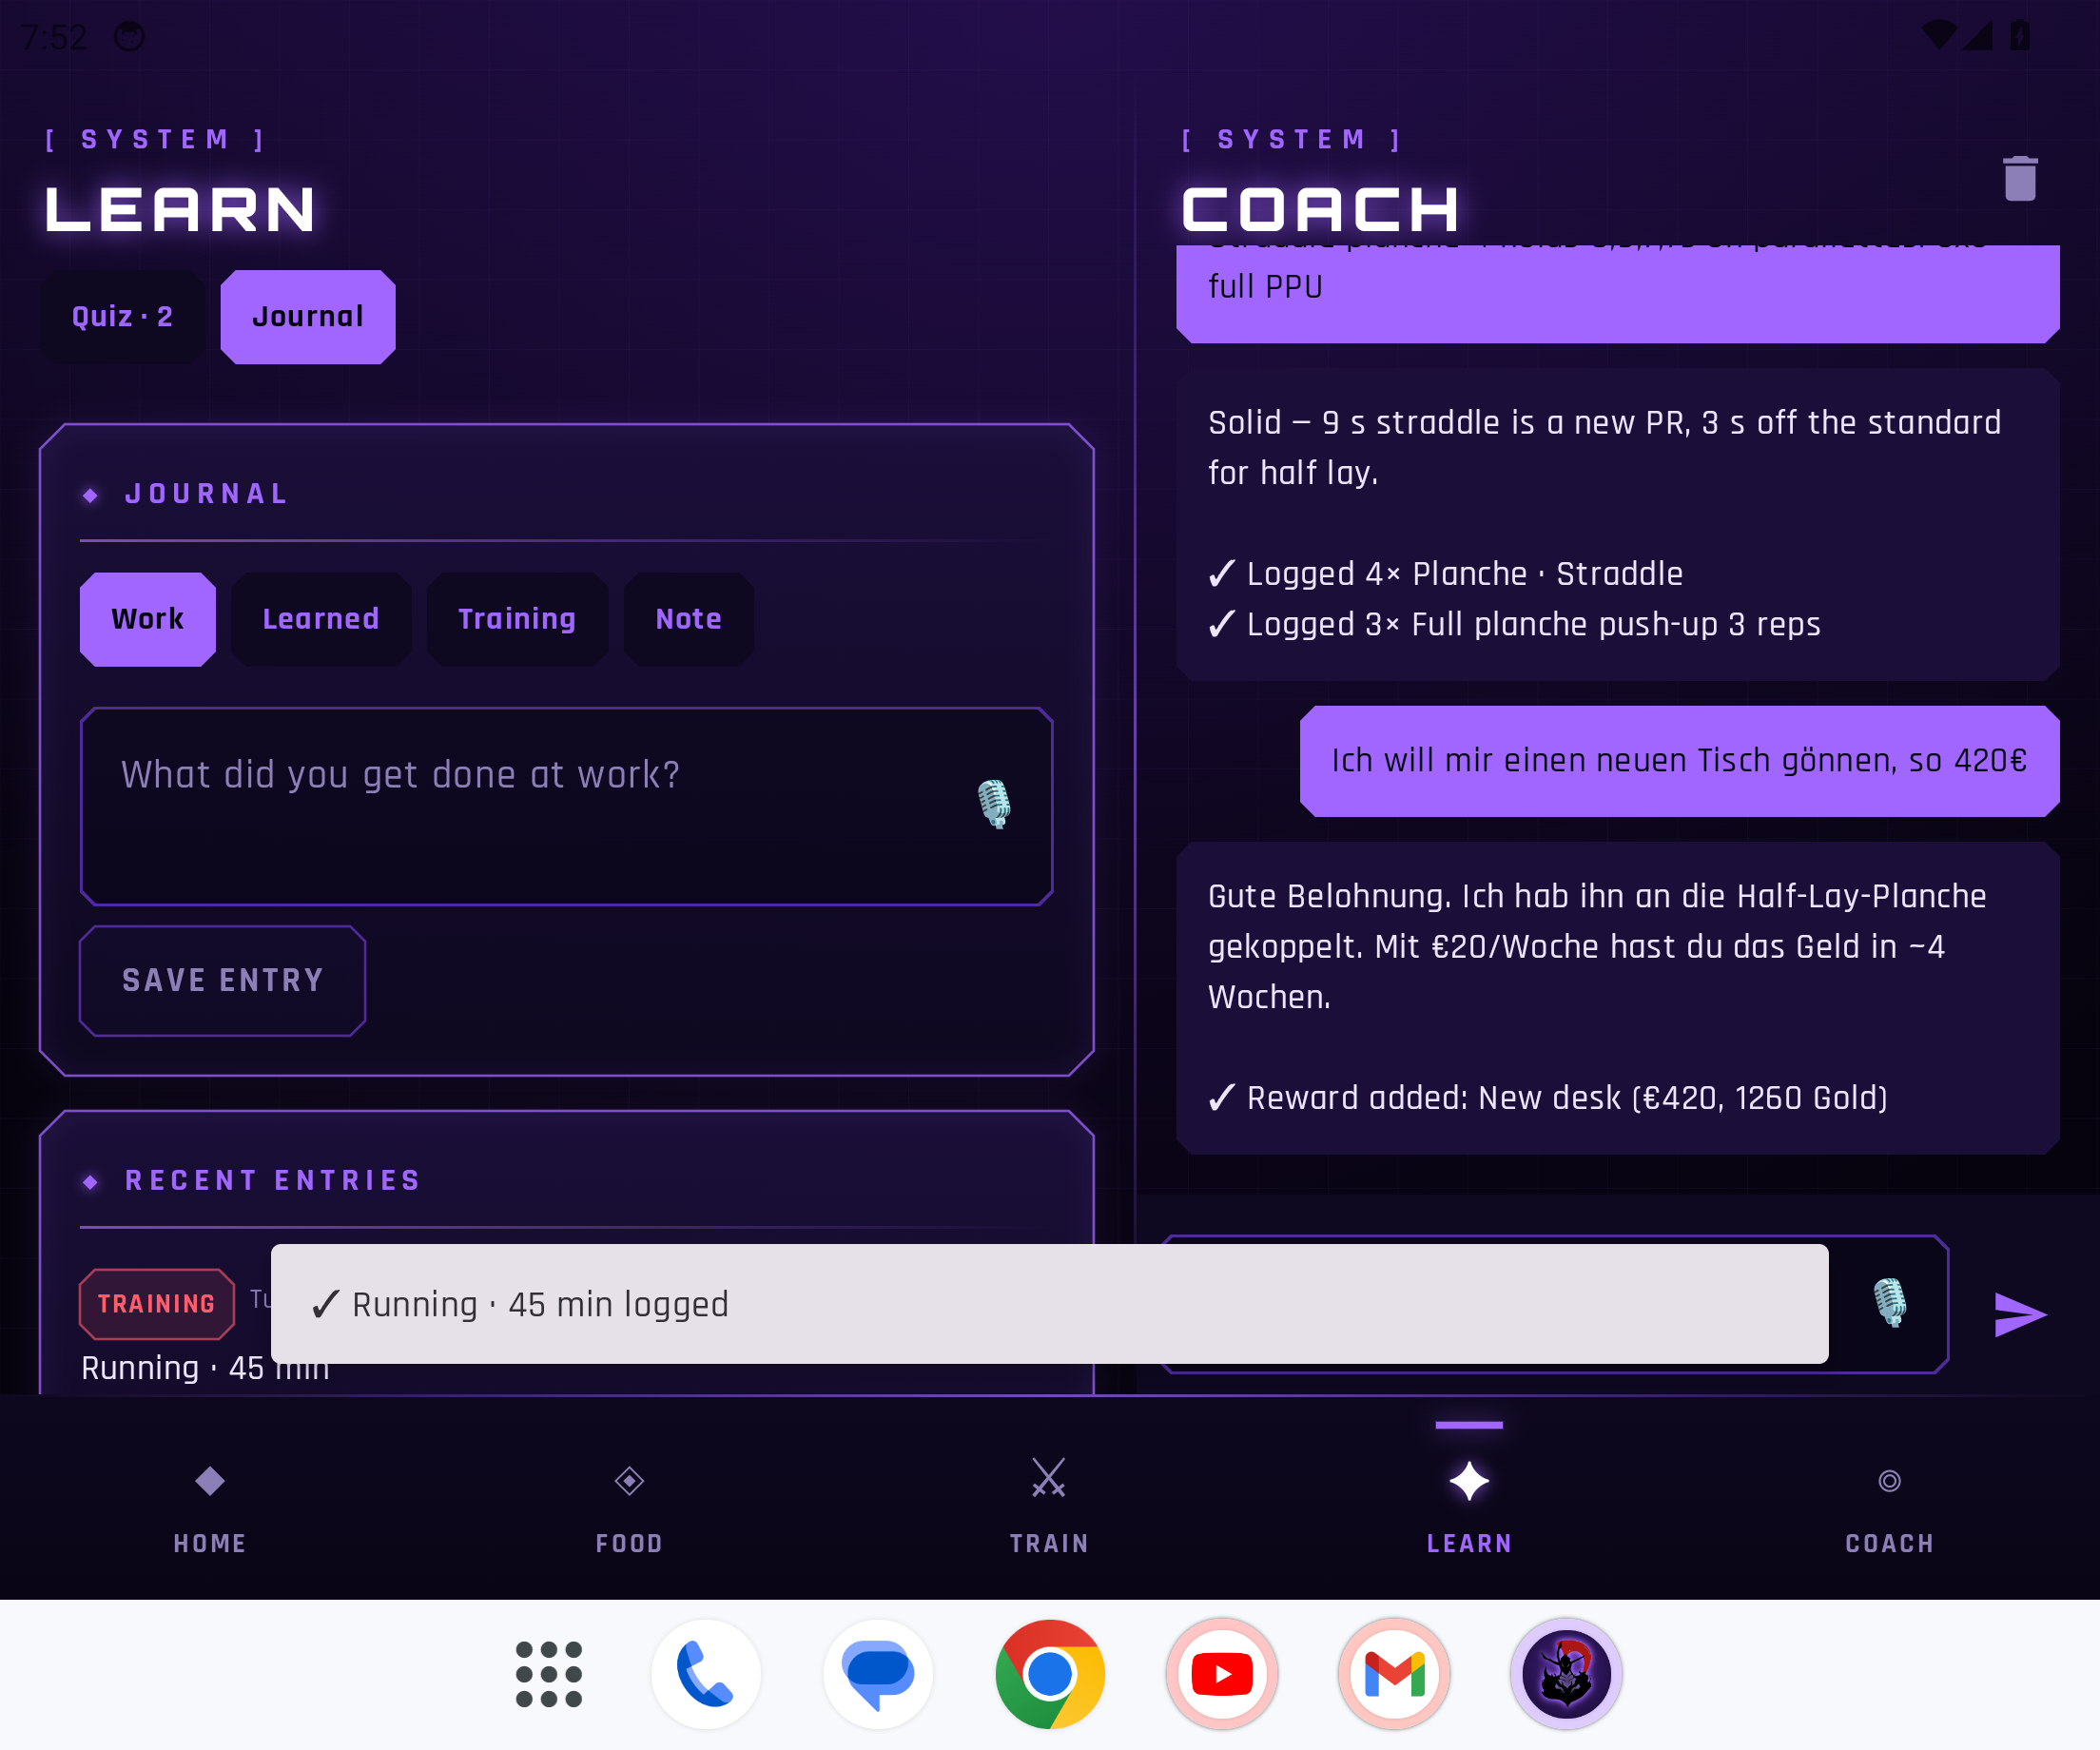 7:52
[ SYSTEM ]
LEARN
Quiz · 2
Journal
◆ JOURNAL
Work
Learned
Training
Note
What did you get done at work?
SAVE ENTRY
◆ RECENT ENTRIES
TRAINING
Running · 45 min
[ SYSTEM ]
COACH
full PPU
Solid – 9 s straddle is a new PR, 3 s off the standard
for half lay.
✓ Logged 4× Planche · Straddle
✓ Logged 3× Full planche push-up 3 reps
Ich will mir einen neuen Tisch gönnen, so 420€
Gute Belohnung. Ich hab ihn an die Half-Lay-Planche
gekoppelt. Mit €20/Woche hast du das Geld in ~4
Wochen.
✓ Reward added: New desk (€420, 1260 Gold)
✓ Running · 45 min logged
HOME
FOOD
TRAIN
LEARN
COACH